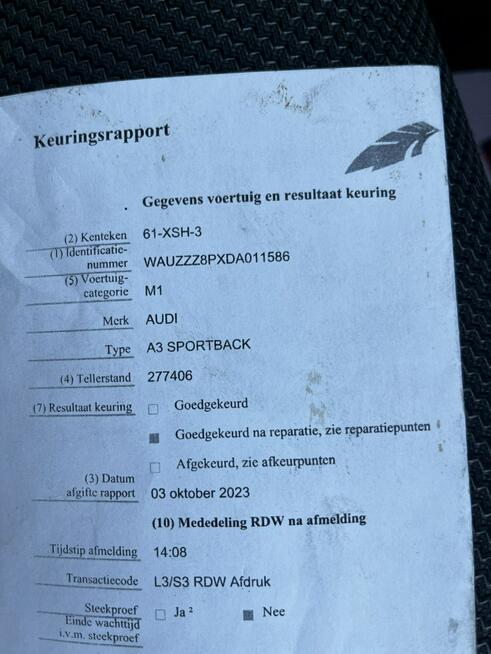 Keuringsrapport
Gegevens voertuig en resultaat keuring
(2) Kenteken 61-XSH-3
(1) Identificatie-
nummer WAUZZZ8PXDA011586
(5) Voertuig-
categorie M1
Merk AUDI
Type A3 SPORTBACK
(4) Tellerstand 277406
(7) Resultaat keuring Goedgekeurd
Goedgekeurd na reparatie, zie reparatiepunten
Afgekeurd, zie afkeurpunten
(3) Datum
afgifte rapport 03 oktober 2023
(10) Mededeling RDW na afmelding
Tijdstip afmelding 14:08
Transactiecode L3/S3 RDW Afdruk
Steekproef Ja ² Nee
Einde wachttijd
i.v.m. steekproef